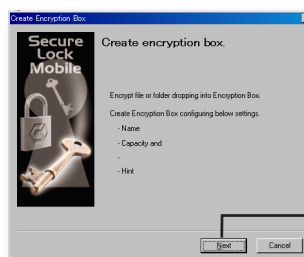 Create Encryption Box
Secure
Lock
Mobile
Create encryption box.
Encrypt file or folder dropping into Encryption Box.
Create Encryption Box configuring below settings.
- Name
- Capacity and
-
- Hint
Next
Cancel